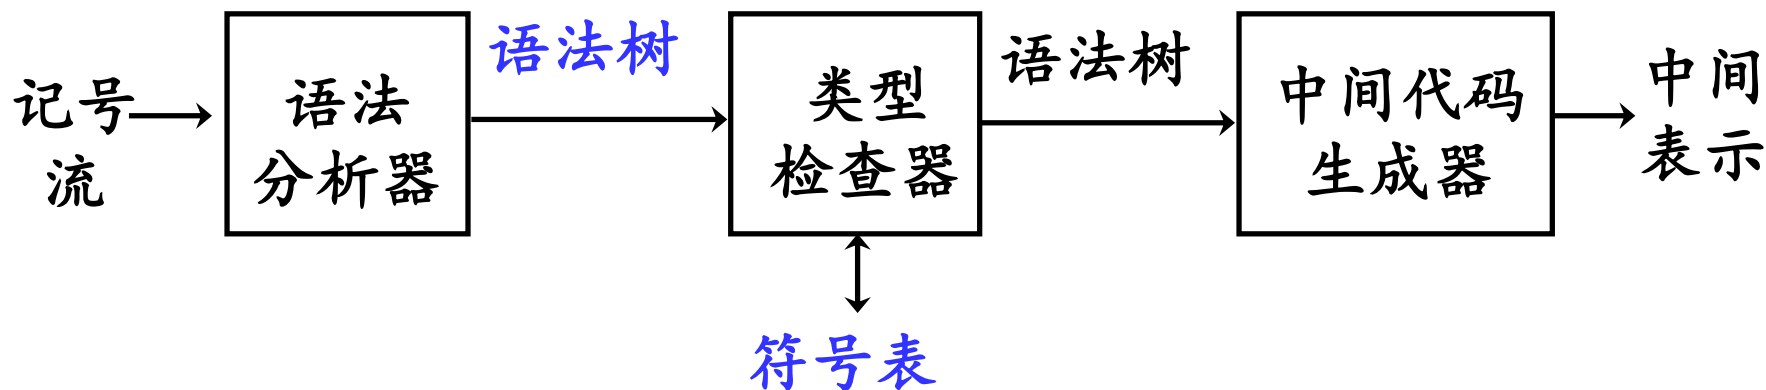 记号
流
语法
分析器
语法树
类型
检查器
符号表
语法树
中间代码
生成器
中间
表示